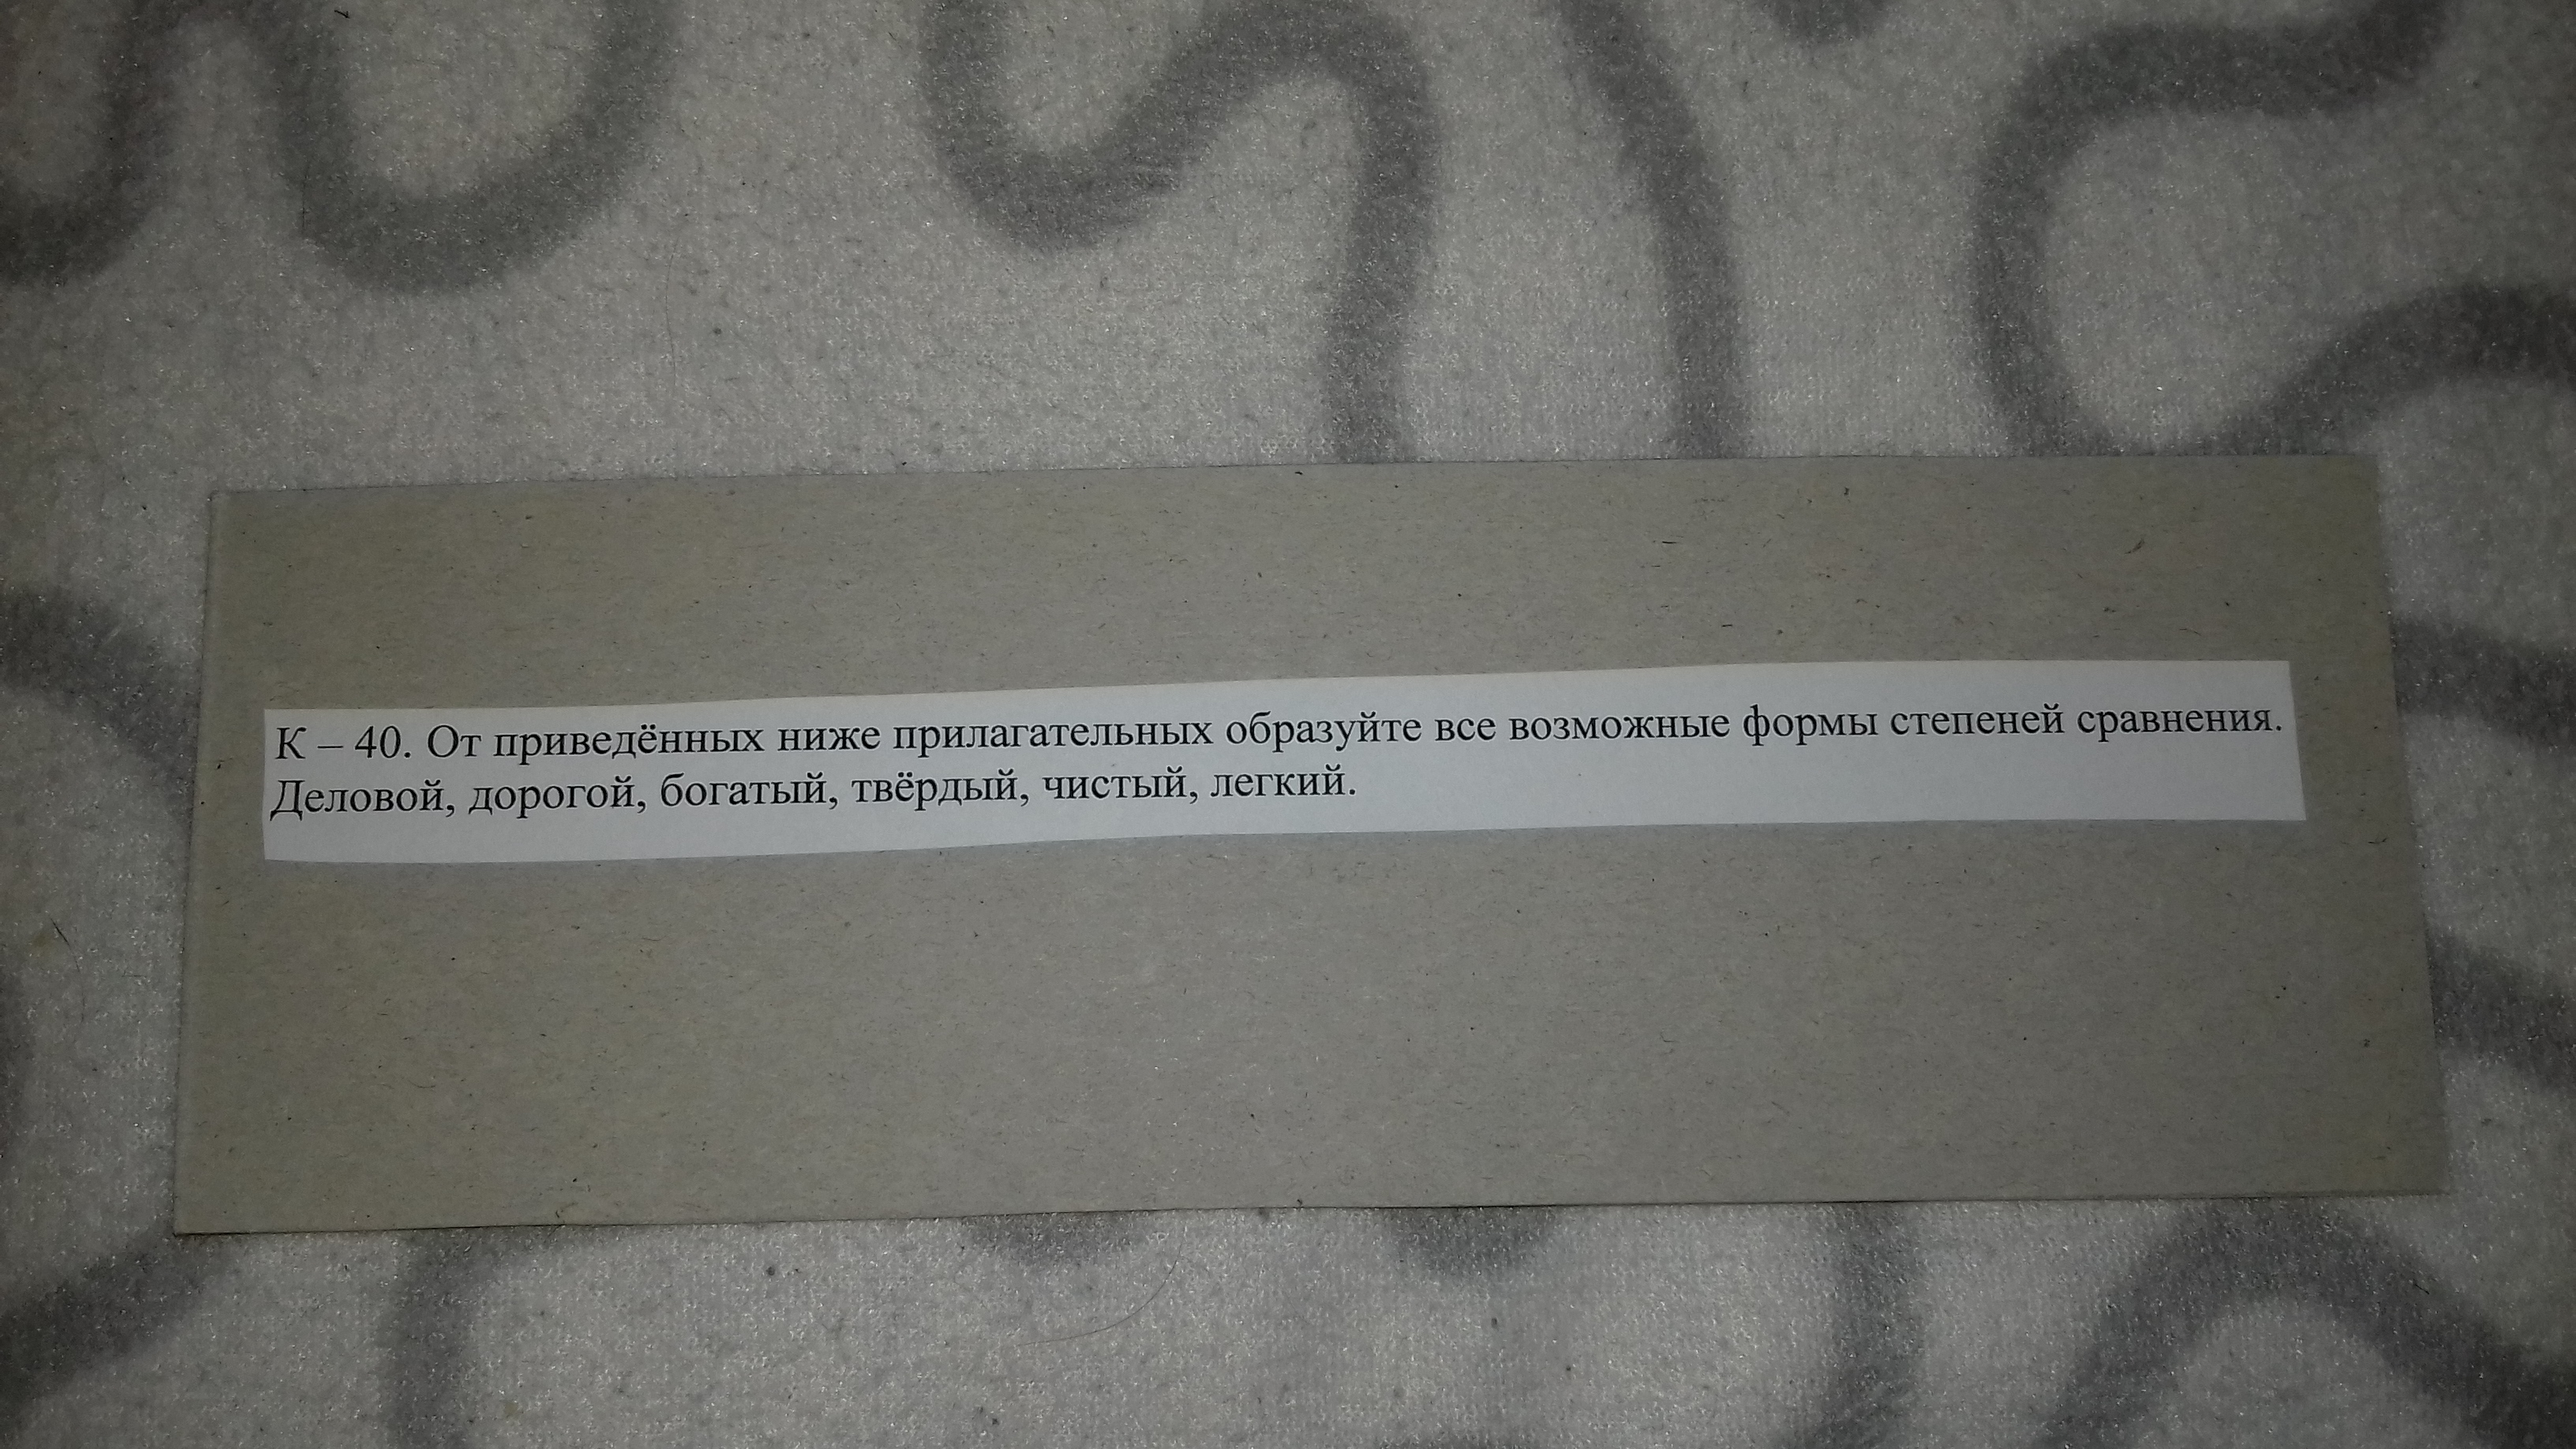 К – 40. От приведённых ниже прилагательных образуйте все возможные формы степеней сравнения.
Деловой, дорогой, богатый, твёрдый, чистый, легкий.